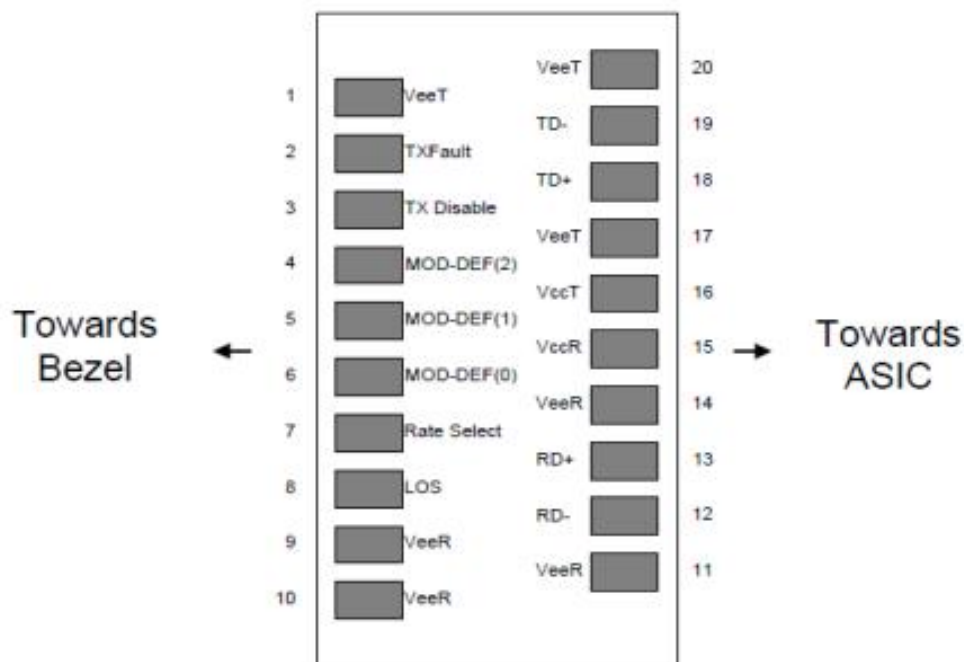 VeeT 20
1 VeeT
TD- 19
2 TXFault
TD+ 18
3 TX Disable
VeeT 17
4 MOD-DEF(2)
VccT 16
5 MOD-DEF(1)
Towards
Bezel
VccR 15
Towards
ASIC
6 MOD-DEF(0)
VeeR 14
7 Rate Select
RD+ 13
8 LOS
RD- 12
9 VeeR
VeeR 11
10 VeeR